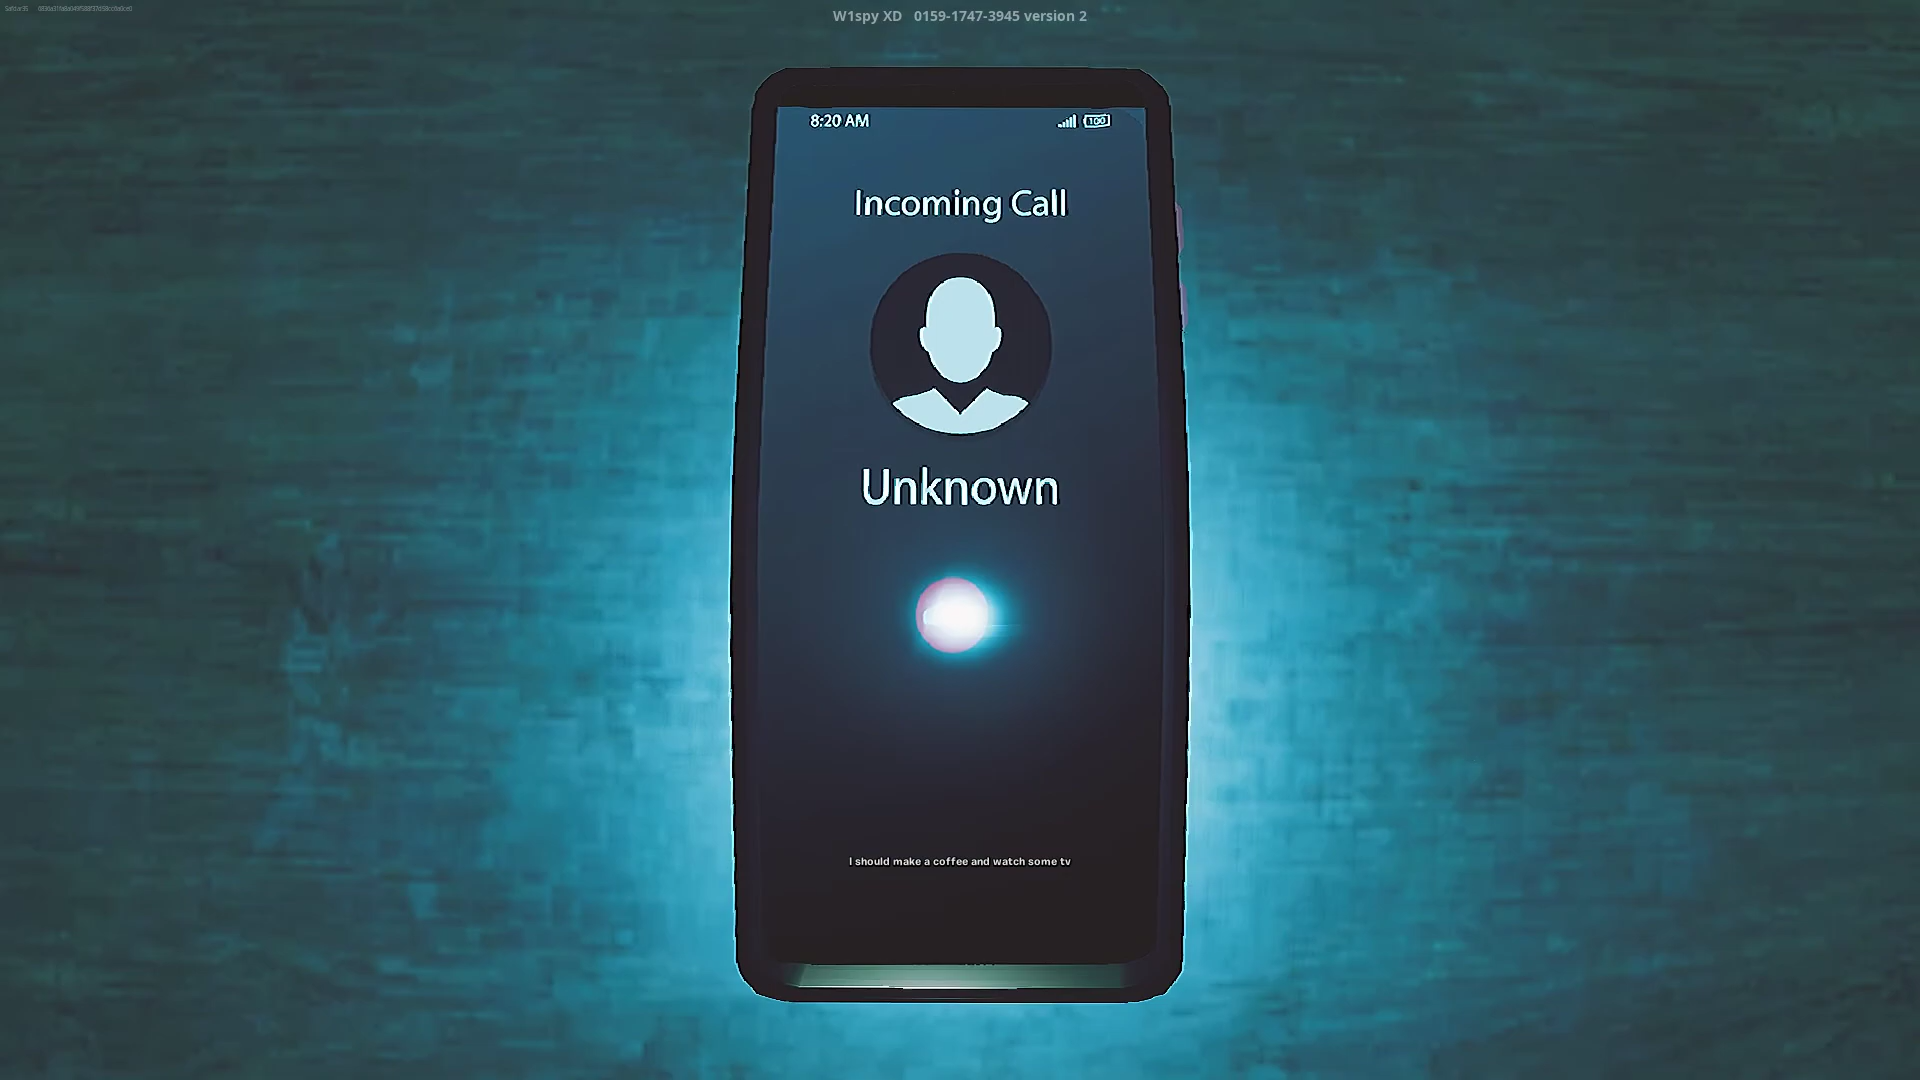 W1spy XD 0159-1747-3945 version 2
8:20 AM
100
Incoming Call
Unknown
I should make a coffee and watch some tv